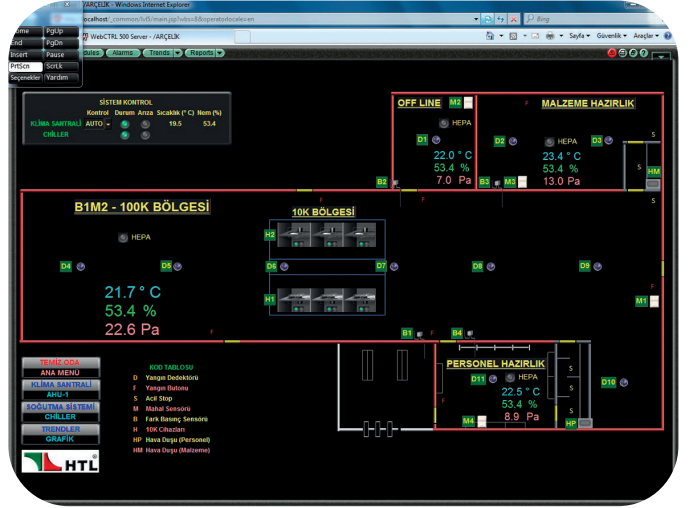 /ARÇELİK - Windows Internet Explorer
localhost/_common/lvl5/main.jsp?wbs=8&operatorlocale=en
Bing
WebCTRL 500 Server - /ARÇELİK
Sayfa Güvenlik Araçlar
ome PgUp
End PgDn
Insert Pause
PrtScn ScrLk
Seçenekler Yardım
dules Alarms Trends Reports
SİSTEM KONTROL
Kontrol Durum Arıza Sıcaklık (°C) Nem (%)
KLİMA SANTRALİ AUTO 19.5 53.4
CHİLLER
OFF LINE M2
F
MALZEME HAZIRLIK
HEPA
D1
D2
HEPA
D3
S
22.0 ° C
53.4 %
7.0 Pa
23.4 ° C
53.4 %
13.0 Pa
S
HM
B2
B3
M3
S
F
F
B1M2 - 100K BÖLGESİ
10K BÖLGESİ
HEPA
H2
D4
D5
D6
D7
D8
D9
F
21.7 ° C
53.4 %
22.6 Pa
H1
M1
F
B1
F
B4
TEMİZ ODA
ANA MENÜ
KLİMA SANTRALİ
AHU-1
SOĞUTMA SİSTEMİ
CHİLLER
TRENDLER
GRAFİK
HTL
KOD TABLOSU
D Yangın Dedektörü
F Yangın Butonu
S Acil Stop
M Mahal Sensörü
B Fark Basınç Sensörü
H 10K Cihazları
HP Hava Duşu (Personel)
HM Hava Duşu (Malzeme)
PERSONEL HAZIRLIK
D11
HEPA
S
D10
22.5 ° C
53.4 %
8.9 Pa
S
F
S
M4
HP